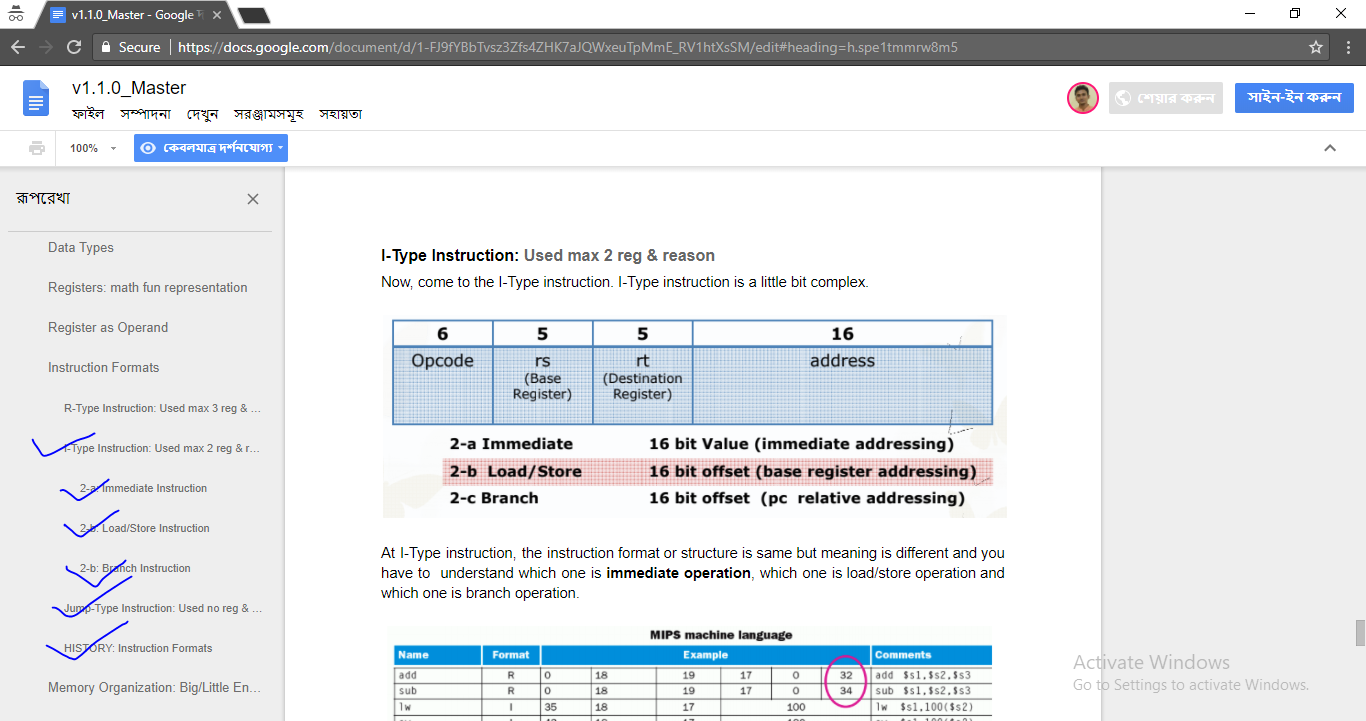 v1.1.0_Master - Google
Secure | https://docs.google.com/document/d/1-FJ9fYBbTvsz3Zfs4ZHK7aJQWxeuTpMmE_RV1htXsSM/edit#heading=h.spe1tmmrw8m5
v1.1.0_Master
ফাইল সম্পাদনা দেখুন সরঞ্জামসমূহ সহায়তা
শেয়ার করুন
সাইন-ইন করুন
100%
কেবলমাত্র দর্শনযোগ্য
রূপরেখা
Data Types
Registers: math fun representation
Register as Operand
Instruction Formats
R-Type Instruction: Used max 3 reg & ...
I-Type Instruction: Used max 2 reg & r...
2-a: Immediate Instruction
2-b: Load/Store Instruction
2-b: Branch Instruction
Jump-Type Instruction: Used no reg & ...
HISTORY: Instruction Formats
Memory Organization: Big/Little En...
I-Type Instruction: Used max 2 reg & reason
Now, come to the I-Type instruction. I-Type instruction is a little bit complex.
6 5 5 16
Opcode rs rt address
(Base (Destination
Register) Register)
2-a Immediate 16 bit Value (immediate addressing)
2-b Load/Store 16 bit offset (base register addressing)
2-c Branch 16 bit offset (pc relative addressing)
At I-Type instruction, the instruction format or structure is same but meaning is different and you
have to understand which one is immediate operation, which one is load/store operation and
which one is branch operation.
MIPS machine language
Name Format Example Comments
add R 0 18 19 17 0 32 add $s1,$s2,$s3
sub R 0 18 19 17 0 34 sub $s1,$s2,$s3
lw I 35 18 17 100 lw $s1,100($s2)
Activate Windows
Go to Settings to activate Windows.